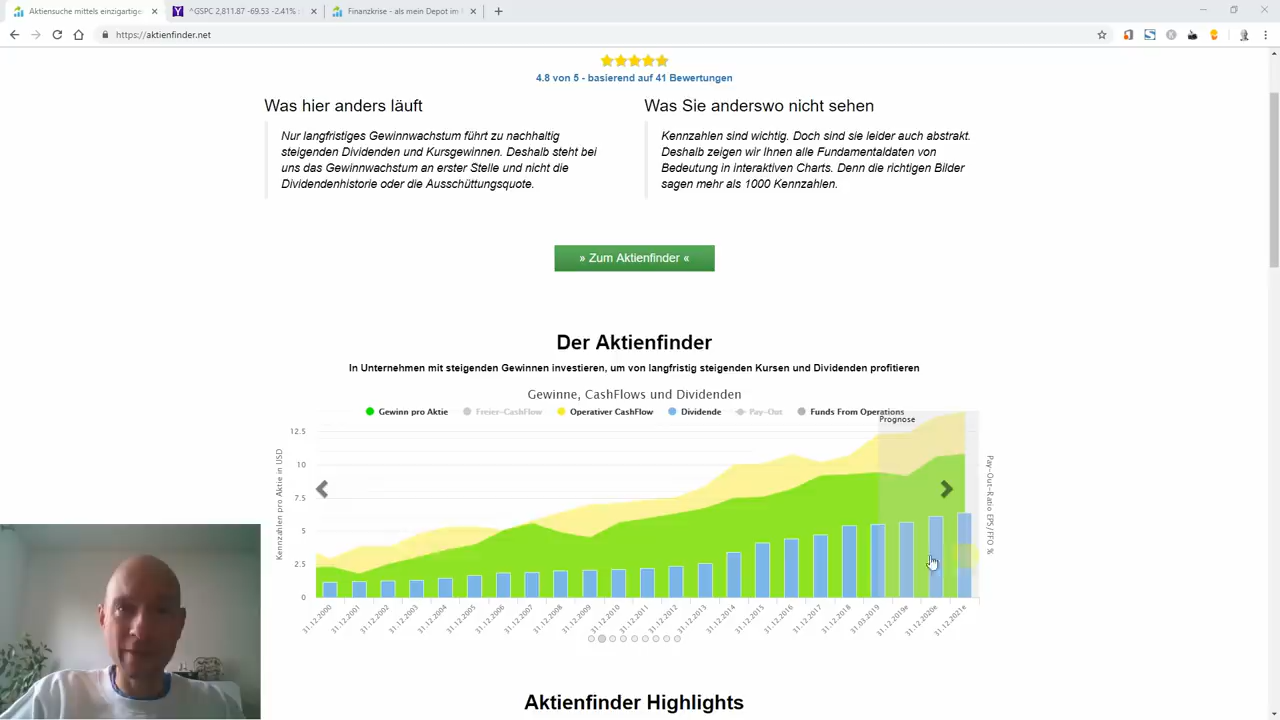 Aktiensuche mittels einzigartige
^GSPC 2,811.87 -69.53 -2.41%
Finanzkrise - als mein Depot im
https://aktienfinder.net
4.8 von 5 - basierend auf 41 Bewertungen
Was hier anders läuft
Nur langfristiges Gewinnwachstum führt zu nachhaltig
steigenden Dividenden und Kursgewinnen. Deshalb steht bei
uns das Gewinnwachstum an erster Stelle und nicht die
Dividendenhistorie oder die Ausschüttungsquote.
Was Sie anderswo nicht sehen
Kennzahlen sind wichtig. Doch sind sie leider auch abstrakt.
Deshalb zeigen wir Ihnen alle Fundamentaldaten von
Bedeutung in interaktiven Charts. Denn die richtigen Bilder
sagen mehr als 1000 Kennzahlen.
» Zum Aktienfinder «
Der Aktienfinder
In Unternehmen mit steigenden Gewinnen investieren, um von langfristig steigenden Kursen und Dividenden profitieren
Gewinne, CashFlows und Dividenden
Gewinn pro Aktie Freier-CashFlow Operativer CashFlow Dividende Pay-Out Funds From Operations
Prognose
Kennzahlen pro Aktie in USD
12.5
10
7.5
5
2.5
0
Pay-Out-Ratio EPS/FFO %
31.12.2000 31.12.2001 31.12.2002 31.12.2003 31.12.2004 31.12.2005 31.12.2006 31.12.2007 31.12.2008 31.12.2009 31.12.2010 31.12.2011 31.12.2012 31.12.2013 31.12.2014 31.12.2015 31.12.2016 31.12.2017 31.12.2018 31.03.2019 31.12.2019e 31.12.2020e 31.12.2021e
Aktienfinder Highlights